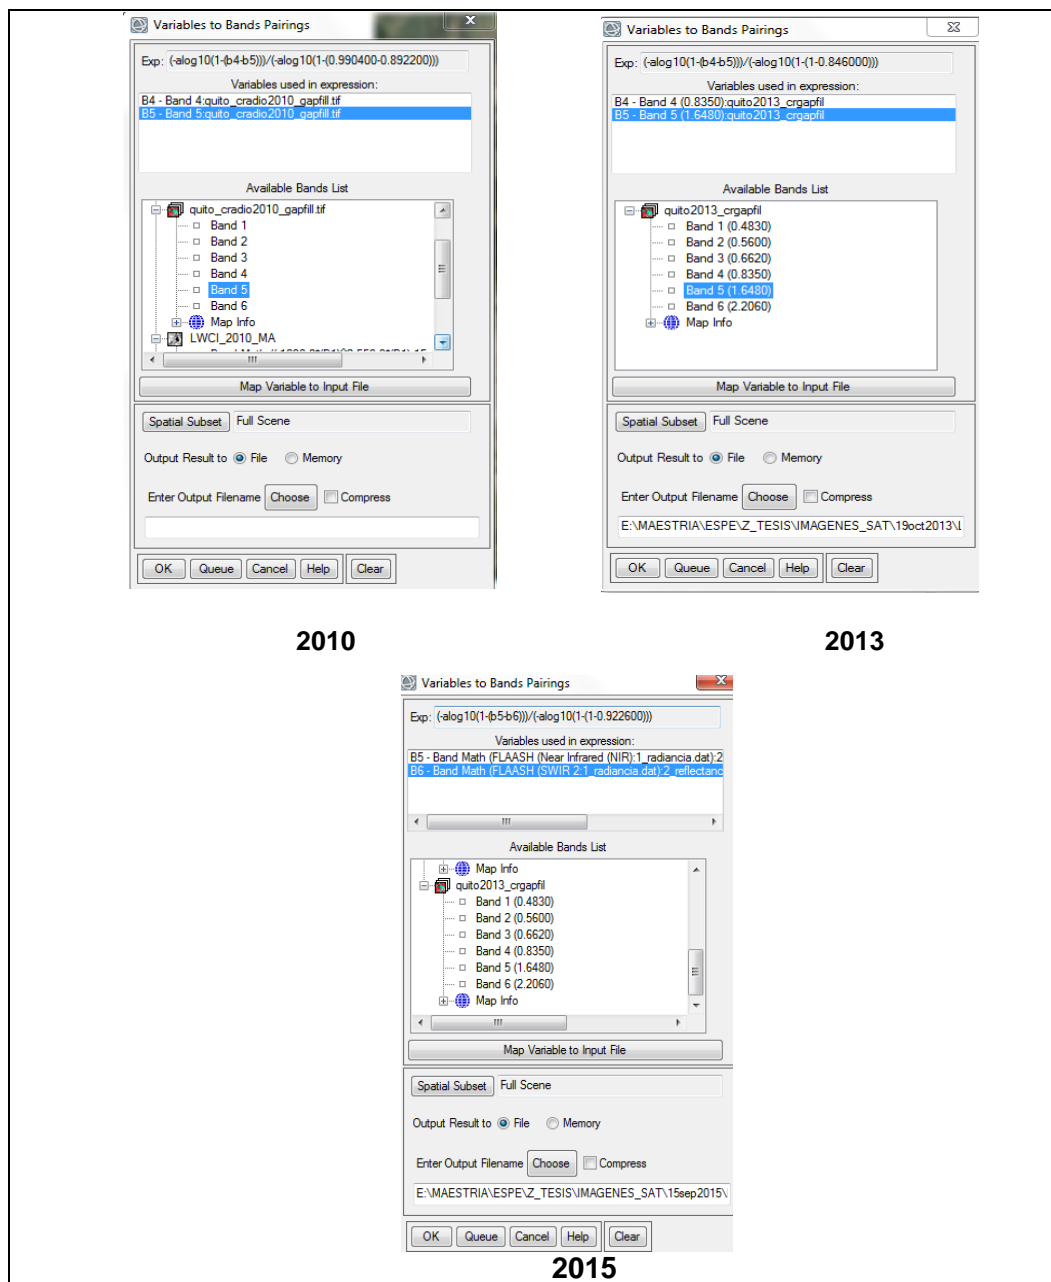 Variables to Bands Pairings
Exp: (-alog10(1-(b4-b5)))/(-alog10(1-(0.990400-0.892200)))
Variables used in expression:
B4 - Band 4:quito_cradio2010_gapfill.tif
B5 - Band 5:quito_cradio2010_gapfill.tif
Available Bands List
quito_cradio2010_gapfill.tif
Band 1
Band 2
Band 3
Band 4
Band 5
Band 6
Map Info
LWCI_2010_MA
Map Variable to Input File
Spatial Subset Full Scene
Output Result to File Memory
Enter Output Filename Choose Compress
OK Queue Cancel Help Clear
2010
Variables to Bands Pairings
Exp: (-alog10(1-(b4-b5)))/(-alog10(1-(1-0.846000)))
Variables used in expression:
B4 - Band 4 (0.8350):quito2013_crgapfil
B5 - Band 5 (1.6480):quito2013_crgapfil
Available Bands List
quito2013_crgapfil
Band 1 (0.4830)
Band 2 (0.5600)
Band 3 (0.6620)
Band 4 (0.8350)
Band 5 (1.6480)
Band 6 (2.2060)
Map Info
Map Variable to Input File
Spatial Subset Full Scene
Output Result to File Memory
Enter Output Filename Choose Compress
E:\MAESTRIA\ESPE\Z_TESIS\IMAGENES_SAT\19oct2013\L
OK Queue Cancel Help Clear
2013
Variables to Bands Pairings
Exp: (-alog10(1-(b5-b6)))/(-alog10(1-(1-0.922600)))
Variables used in expression:
B5 - Band Math (FLAASH (Near Infrared (NIR):1_radiancia.dat):2
B6 - Band Math (FLAASH (SWIR 2:1_radiancia.dat):2_reflectanc
Available Bands List
Map Info
quito2013_crgapfil
Band 1 (0.4830)
Band 2 (0.5600)
Band 3 (0.6620)
Band 4 (0.8350)
Band 5 (1.6480)
Band 6 (2.2060)
Map Info
Map Variable to Input File
Spatial Subset Full Scene
Output Result to File Memory
Enter Output Filename Choose Compress
E:\MAESTRIA\ESPE\Z_TESIS\IMAGENES_SAT\15sep2015\
OK Queue Cancel Help Clear
2015